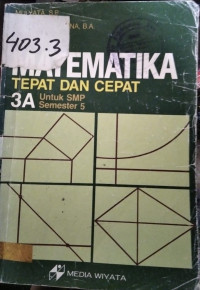 403.3
B.A.
MATEMATIKA
TEPAT DAN CEPAT
3A Untuk SMP
Semester 5
MEDIA WIYATA